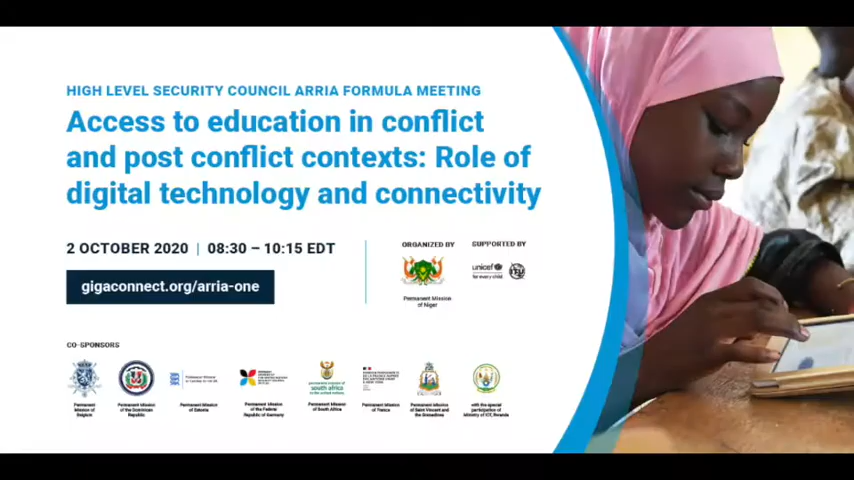 HIGH LEVEL SECURITY COUNCIL ARRIA FORMULA MEETING
Access to education in conflict
and post conflict contexts: Role of
digital technology and connectivity
2 OCTOBER 2020 | 08:30 – 10:15 EDT
gigaconnect.org/arria-one
ORGANIZED BY
Permanent Mission
of Niger
SUPPORTED BY
unicef
for every child
ITU
CO-SPONSORS
south africa
Permanent
Mission of
Belgium
Permanent Mission
of the Dominican
Republic
Permanent Mission
of Estonia
Permanent Mission
of the Federal
Republic of Germany
Permanent Mission
of South Africa
Permanent Mission
of France
Permanent Mission
of Saint Vincent and
the Grenadines
with the special
participation of
Ministry of ICT, Rwanda